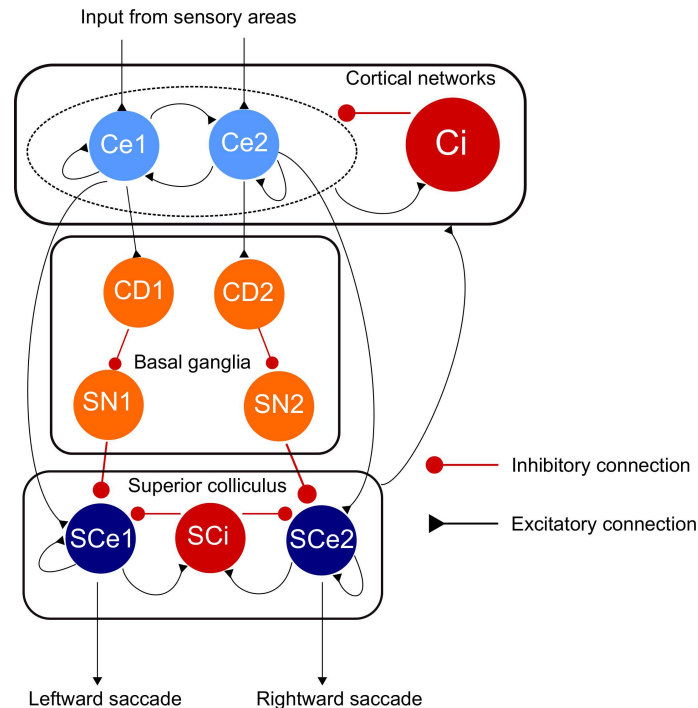 Input from sensory areas
Cortical networks
Ce1
Ce2
Ci
CD1
CD2
Basal ganglia
SN1
SN2
Inhibitory connection
Superior colliculus
Excitatory connection
SCe1
SCi
SCe2
Leftward saccade
Rightward saccade